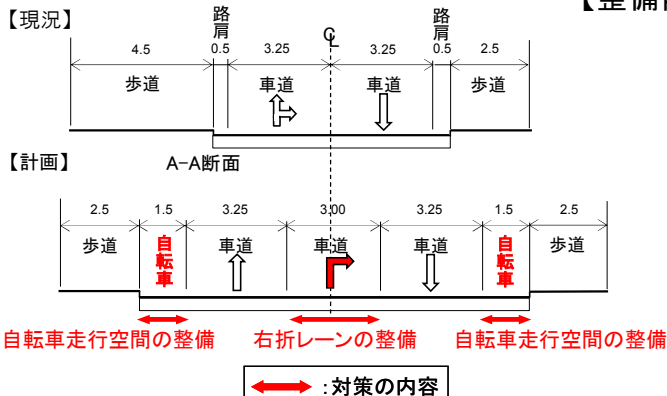 【整備
【現況】
路肩
路肩
℄
4.5 0.5 3.25 3.25 0.5 2.5
歩道 車道 車道 歩道
【計画】
A-A断面
2.5 1.5 3.25 3.00 3.25 1.5 2.5
歩道 自転車 車道 車道 車道 自転車 歩道
自転車走行空間の整備 右折レーンの整備 自転車走行空間の整備
:対策の内容